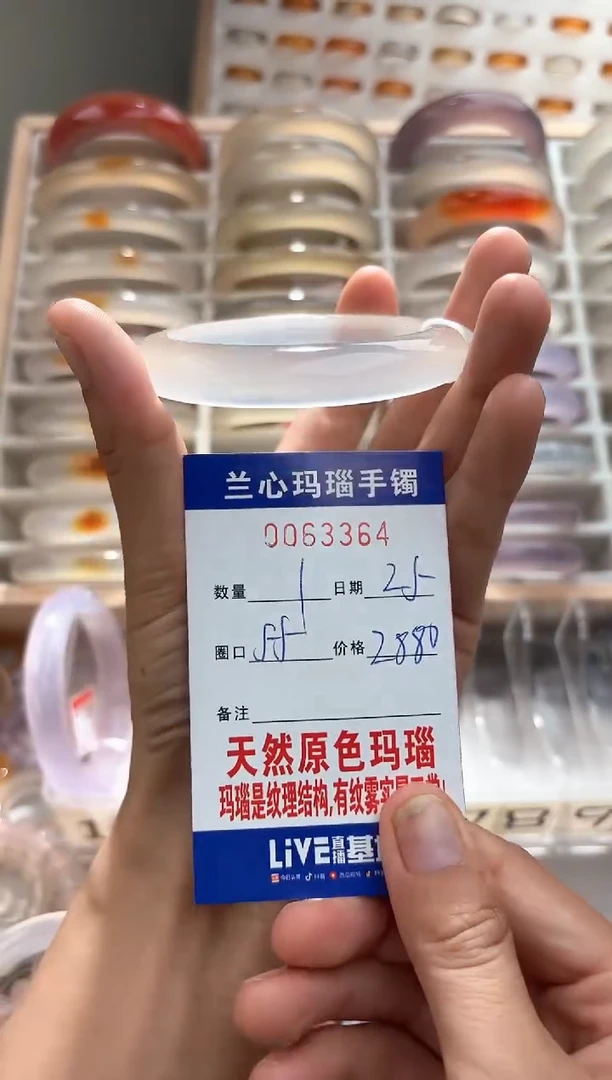 兰心玛瑙手镯
0063364
数量 1 日期 25
圈口 55 价格 2880
备注
天然原色玛瑙
玛瑙是纹理结构,有纹雾实属正常!
LiVE直播基